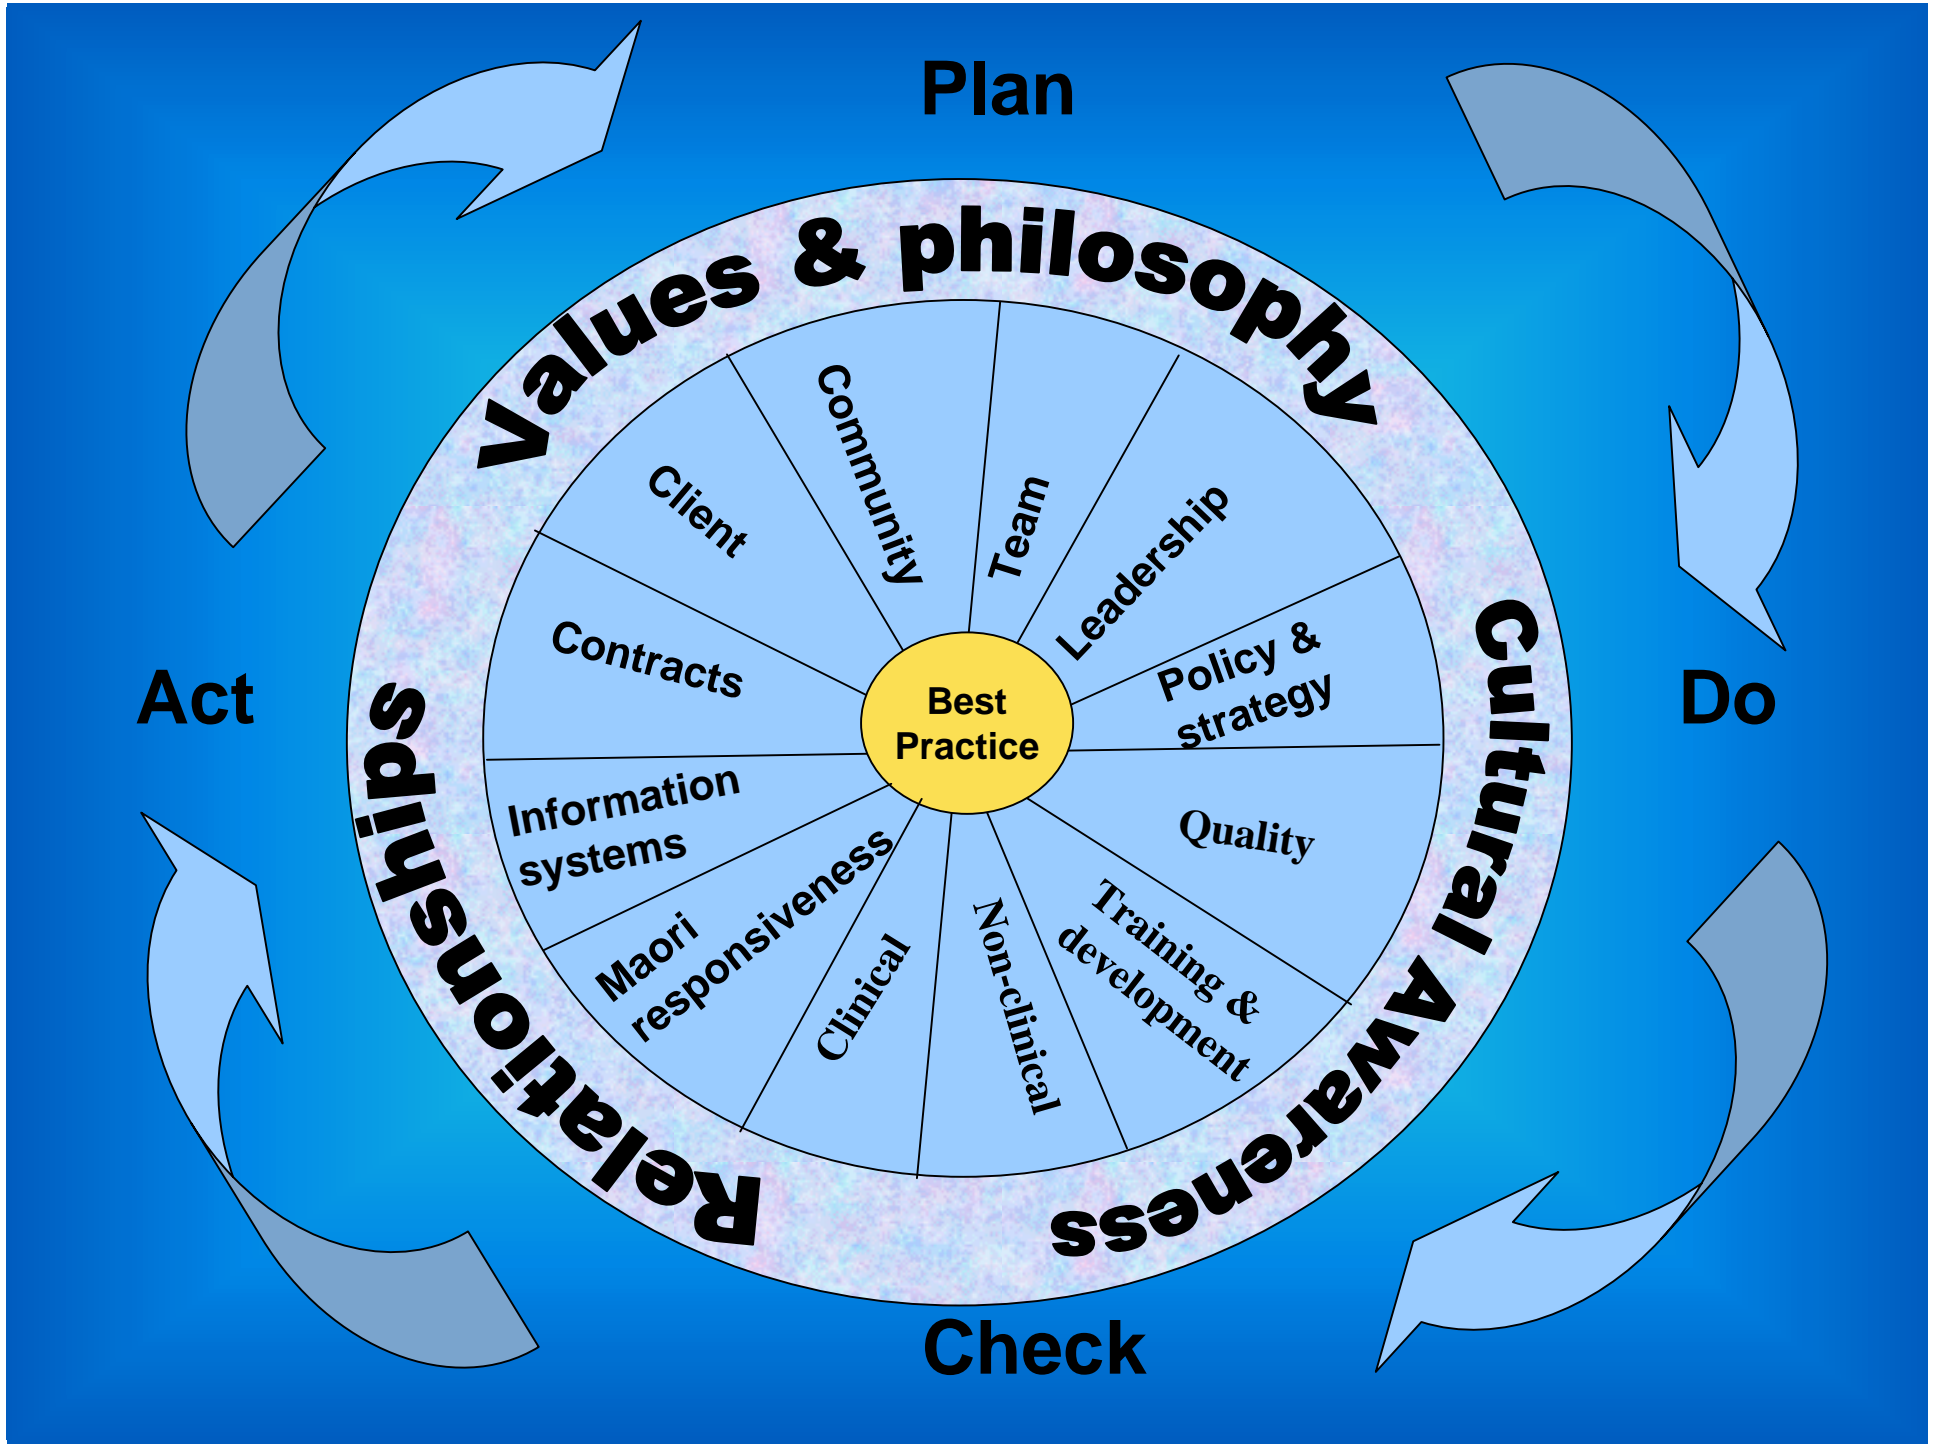 Plan
Values & philosophy
Community
Client
Team
Leadership
Contracts
Policy &
strategy
Best
Practice
Act
Do
Relationships
Cultural Awareness
Information
systems
Quality
Maori
responsiveness
Clinical
Non-clinical
Training &
development
Check